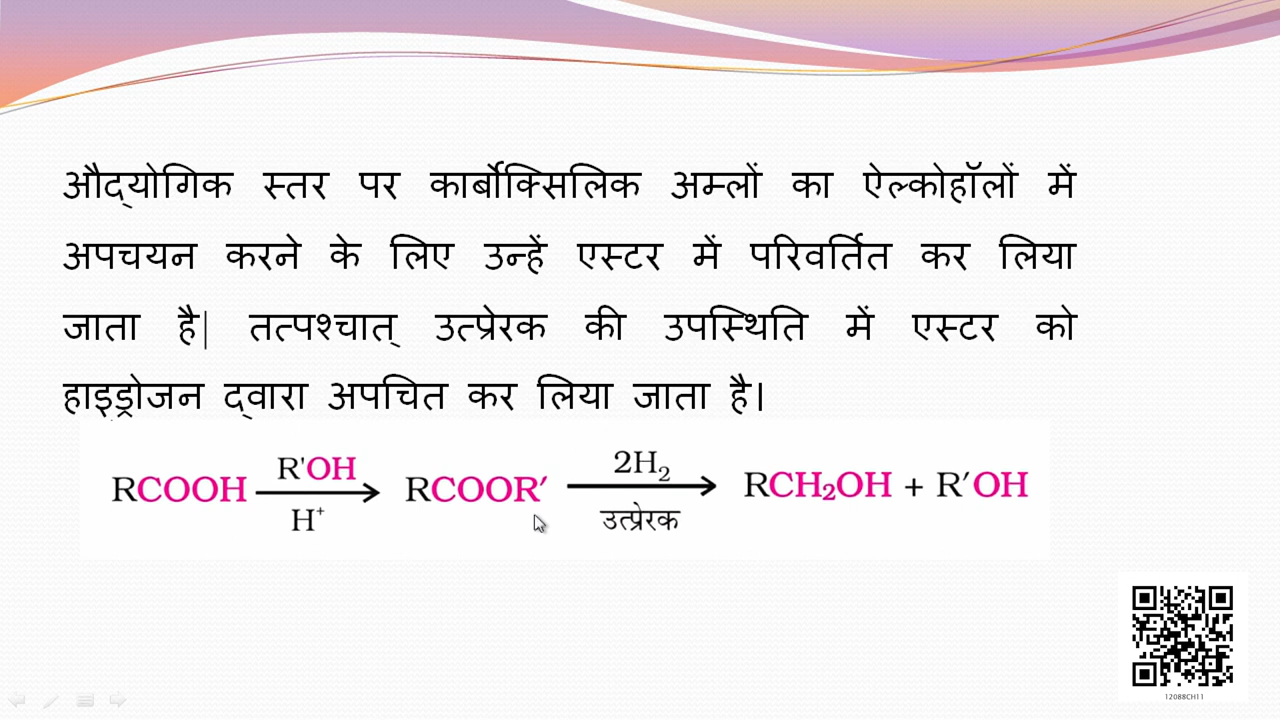 औद्योगिक स्तर पर कार्बोक्सिलिक अम्लों का ऐल्कोहॉलों में
अपचयन करने के लिए उन्हें एस्टर में परिवर्तित कर लिया
जाता है| तत्पश्चात् उत्प्रेरक की उपस्थिति में एस्टर को
हाइड्रोजन द्वारा अपचित कर लिया जाता है।
R'OH 2H₂
RCOOH ⟶ RCOOR′ ⟶ RCH₂OH + R′OH
H⁺ उत्प्रेरक
12088CH11